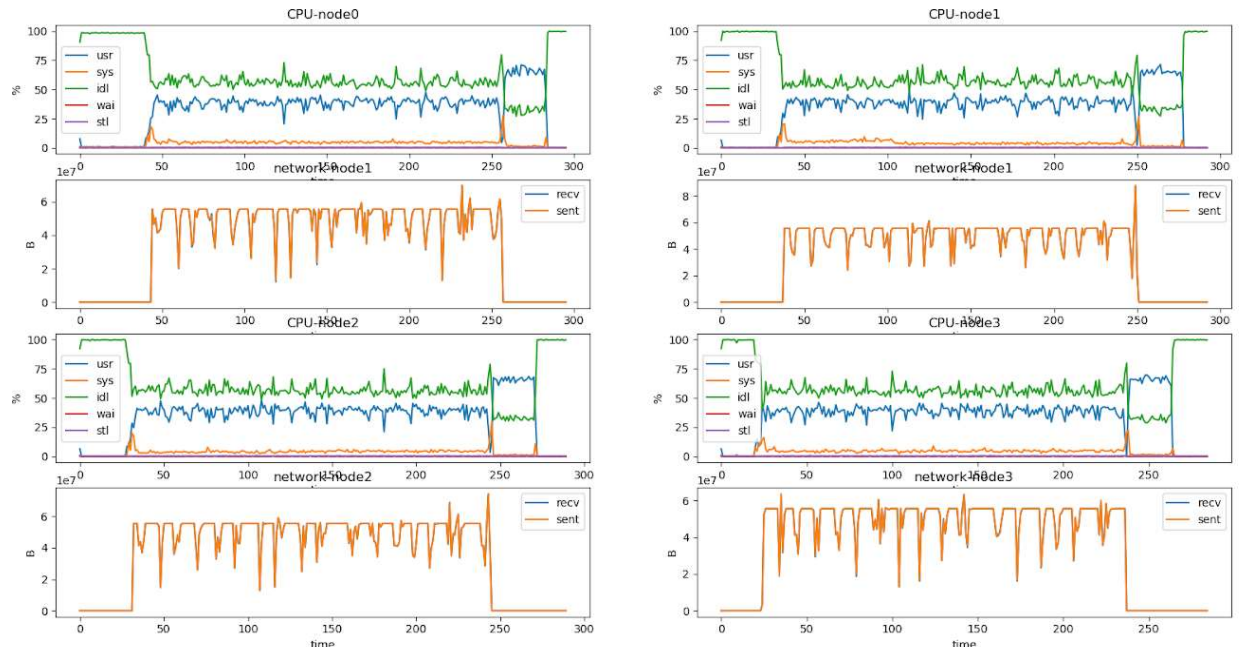 CPU-node0
100
75
50
25
0
%
usr
sys
idl
wai
stl
0 50 100 150 200 250 300
1e7
network-node1
6
4
2
0
B
recv
sent
0 50 100 150 200 250 300
CPU-node2
100
75
50
25
0
%
usr
sys
idl
wai
stl
0 50 100 150 200 250 300
1e7
network-node2
6
4
2
0
B
recv
sent
0 50 100 150 200 250 300
time
CPU-node1
100
75
50
25
0
%
usr
sys
idl
wai
stl
0 50 100 150 200 250 300
network-node1
8
6
4
2
0
B
recv
sent
0 50 100 150 200 250 300
CPU-node3
100
75
50
25
0
%
usr
sys
idl
wai
stl
0 50 100 150 200 250
1e7
network-node3
6
4
2
0
B
recv
sent
0 50 100 150 200 250
time